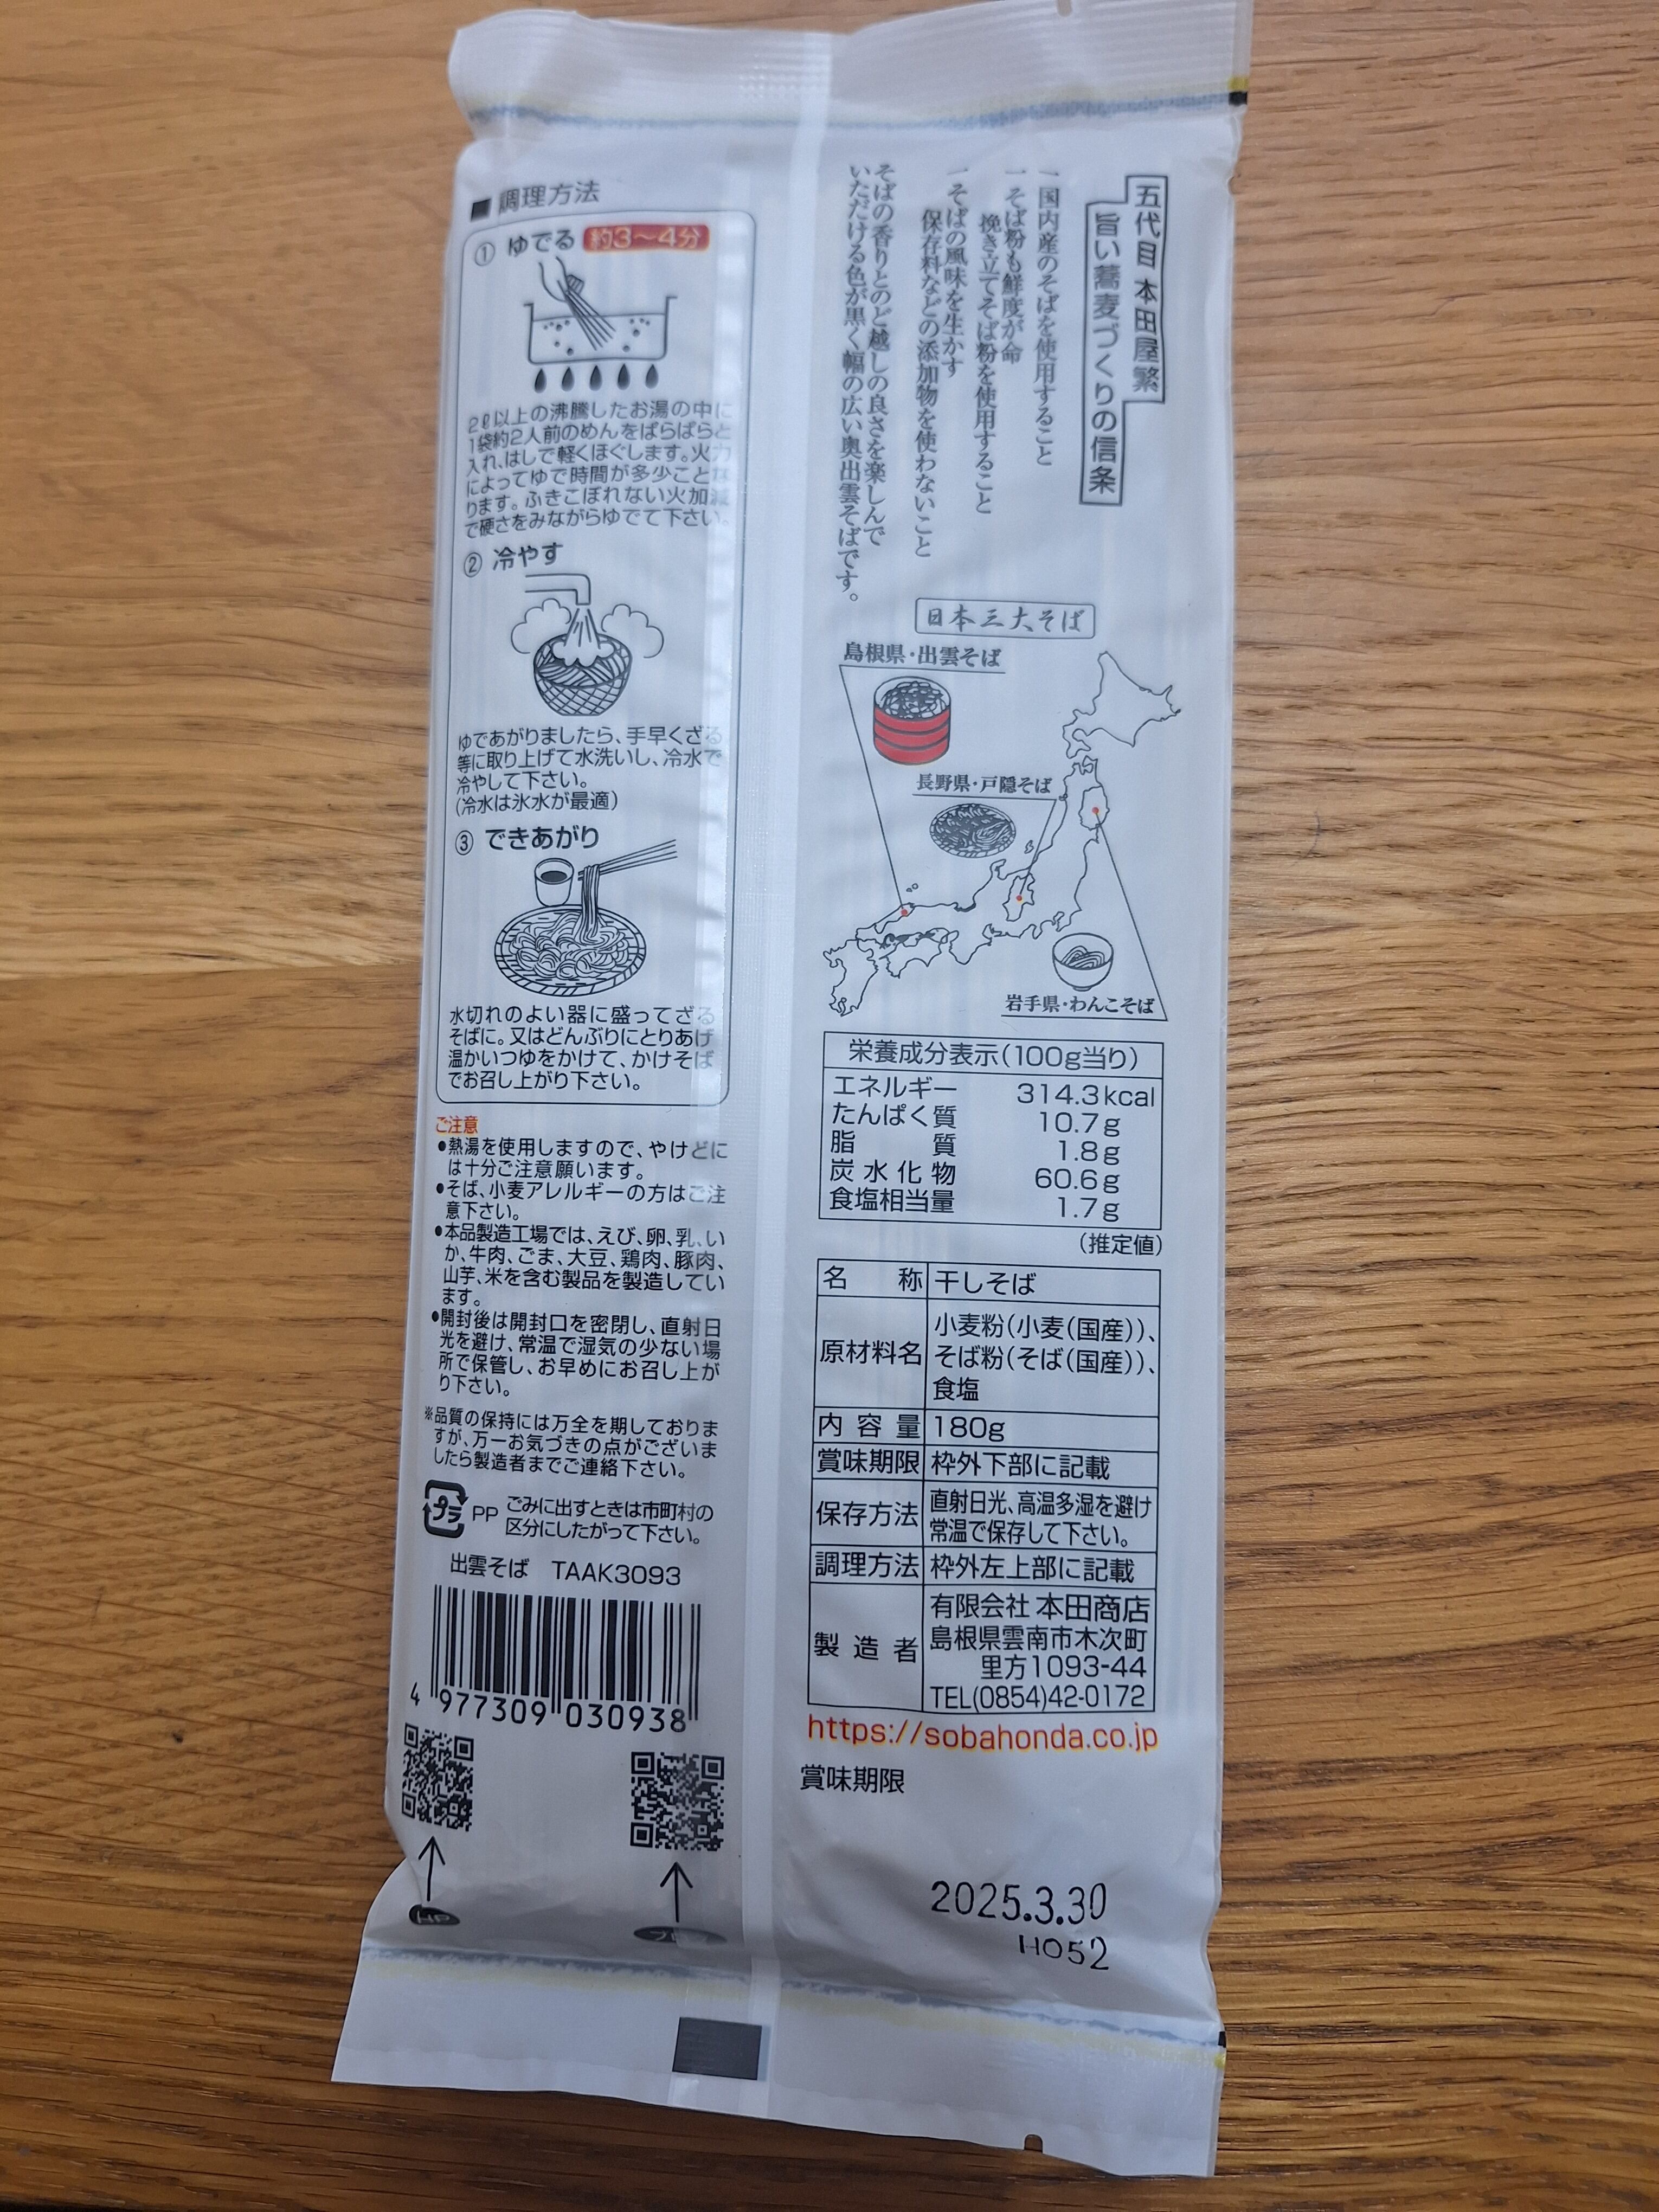 ■ 調理方法
① ゆでる 約3〜4分
2ℓ以上の沸騰したお湯の中に
1袋約2人前のめんをぱらぱらと
入れ、はしで軽くほぐします。火力
によってゆで時間が多少ことな
ります。ふきこぼれない火加減
で硬さをみながらゆでて下さい。
② 冷やす
ゆであがりましたら、手早くざる
等に取り上げて水洗いし、冷水で
冷やして下さい。
(冷水は氷水が最適)
③ できあがり
水切れのよい器に盛ってざる
そばに。又はどんぶりにとりあげ
温かいつゆをかけて、かけそば
でお召し上がり下さい。
ご注意
●熱湯を使用しますので、やけどに
は十分ご注意願います。
●そば、小麦アレルギーの方はご注
意下さい。
●本品製造工場では、えび、卵、乳、い
か、牛肉、ごま、大豆、鶏肉、豚肉、
山芋、米を含む製品を製造してい
ます。
●開封後は開封口を密閉し、直射日
光を避け、常温で湿気の少ない場
所で保管し、お早めにお召し上が
り下さい。
※品質の保持には万全を期しておりま
すが、万一お気づきの点がございま
したら製造者までご連絡下さい。
プラ PP ごみに出すときは市町村の
区分にしたがって下さい。
出雲そば TAAK3093
4 977309 030938
HP
五代目 本田屋繁
旨い蕎麦づくりの信条
一 国内産のそばを使用すること
一 そば粉も鮮度が命
挽き立てそば粉を使用すること
一 そばの風味を生かす
保存料などの添加物を使わないこと
そばの香りとのど越しの良さを楽しんで
いただける色が黒く幅の広い奥出雲そばです。
日本三大そば
島根県・出雲そば
長野県・戸隠そば
岩手県・わんこそば
栄養成分表示(100g当り)
エネルギー 314.3kcal
たんぱく質 10.7g
脂質 1.8g
炭水化物 60.6g
食塩相当量 1.7g
(推定値)
名称 干しそば
原材料名 小麦粉(小麦(国産))、
そば粉(そば(国産))、
食塩
内容量 180g
賞味期限 枠外下部に記載
保存方法 直射日光、高温多湿を避け
常温で保存して下さい。
調理方法 枠外左上部に記載
製造者 有限会社 本田商店
島根県雲南市木次町
里方1093-44
TEL(0854)42-0172
https://sobahonda.co.jp
賞味期限
2025.3.30
H052